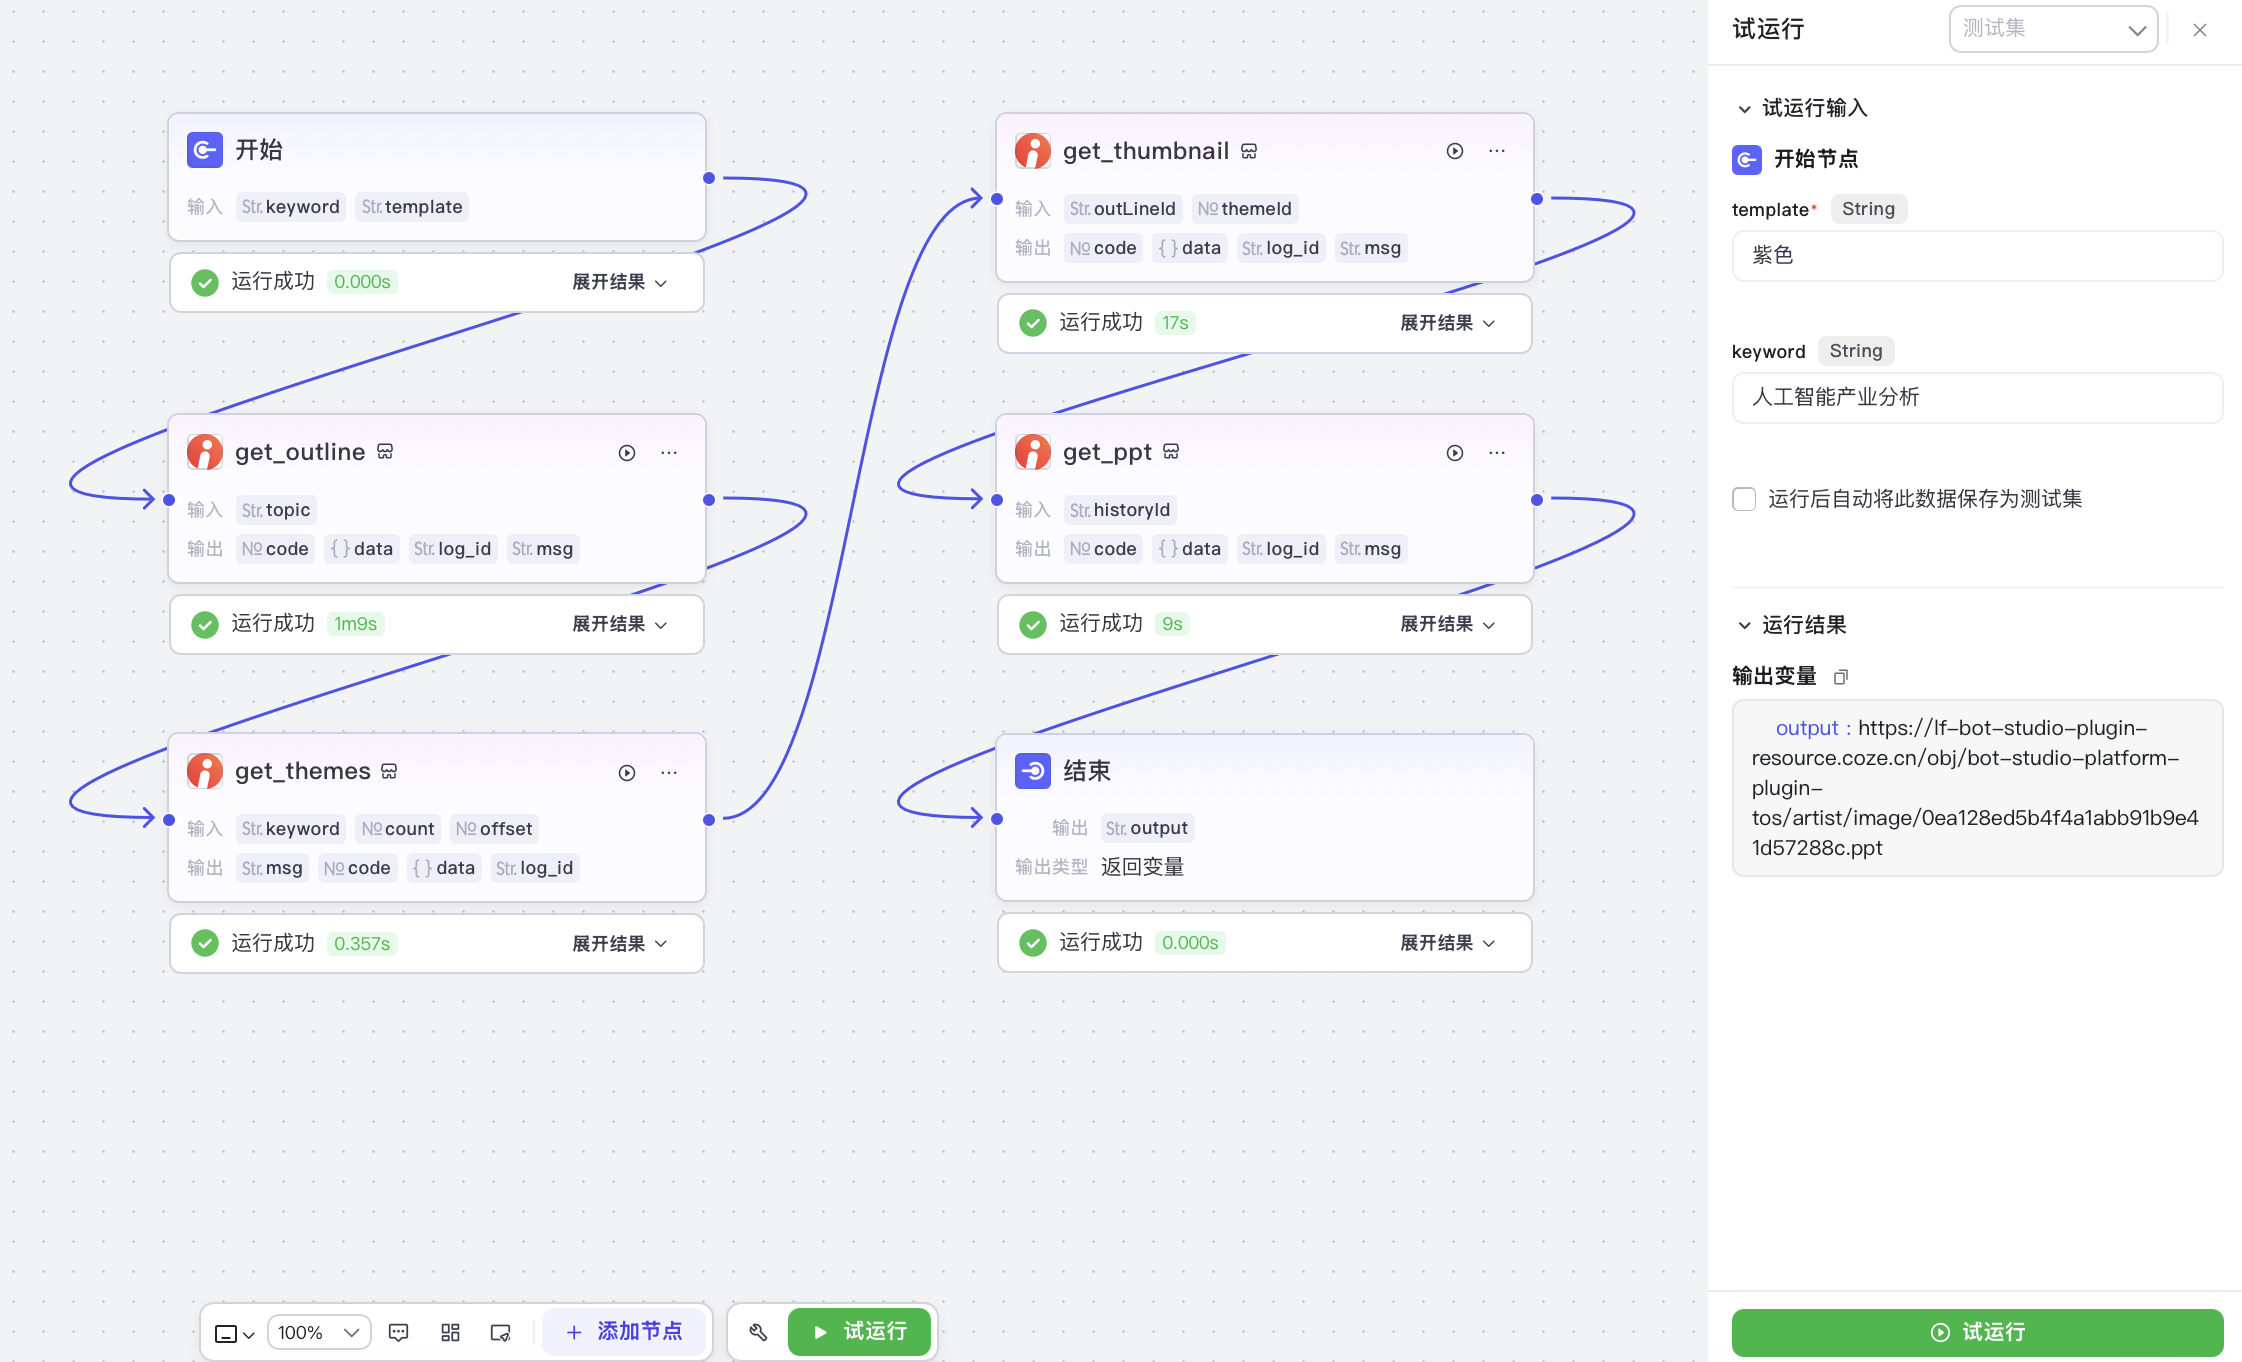 开始
输入 Str. keyword Str. template
运行成功 0.000s 展开结果
get_outline
输入 Str. topic
输出 № code { } data Str. log_id Str. msg
运行成功 1m9s 展开结果
get_themes
输入 Str. keyword № count № offset
输出 Str. msg № code { } data Str. log_id
运行成功 0.357s 展开结果
get_thumbnail
输入 Str. outLineId № themeId
输出 № code { } data Str. log_id Str. msg
运行成功 17s 展开结果
get_ppt
输入 Str. historyId
输出 № code { } data Str. log_id Str. msg
运行成功 9s 展开结果
结束
输出 Str. output
输出类型 返回变量
运行成功 0.000s 展开结果
100% + 添加节点 试运行
试运行 测试集
试运行输入
开始节点
template* String
紫色
keyword String
人工智能产业分析
运行后自动将此数据保存为测试集
运行结果
输出变量
output : https://lf-bot-studio-plugin-
resource.coze.cn/obj/bot-studio-platform-
plugin-
tos/artist/image/0ea128ed5b4f4a1abb91b9e4
1d57288c.ppt
试运行